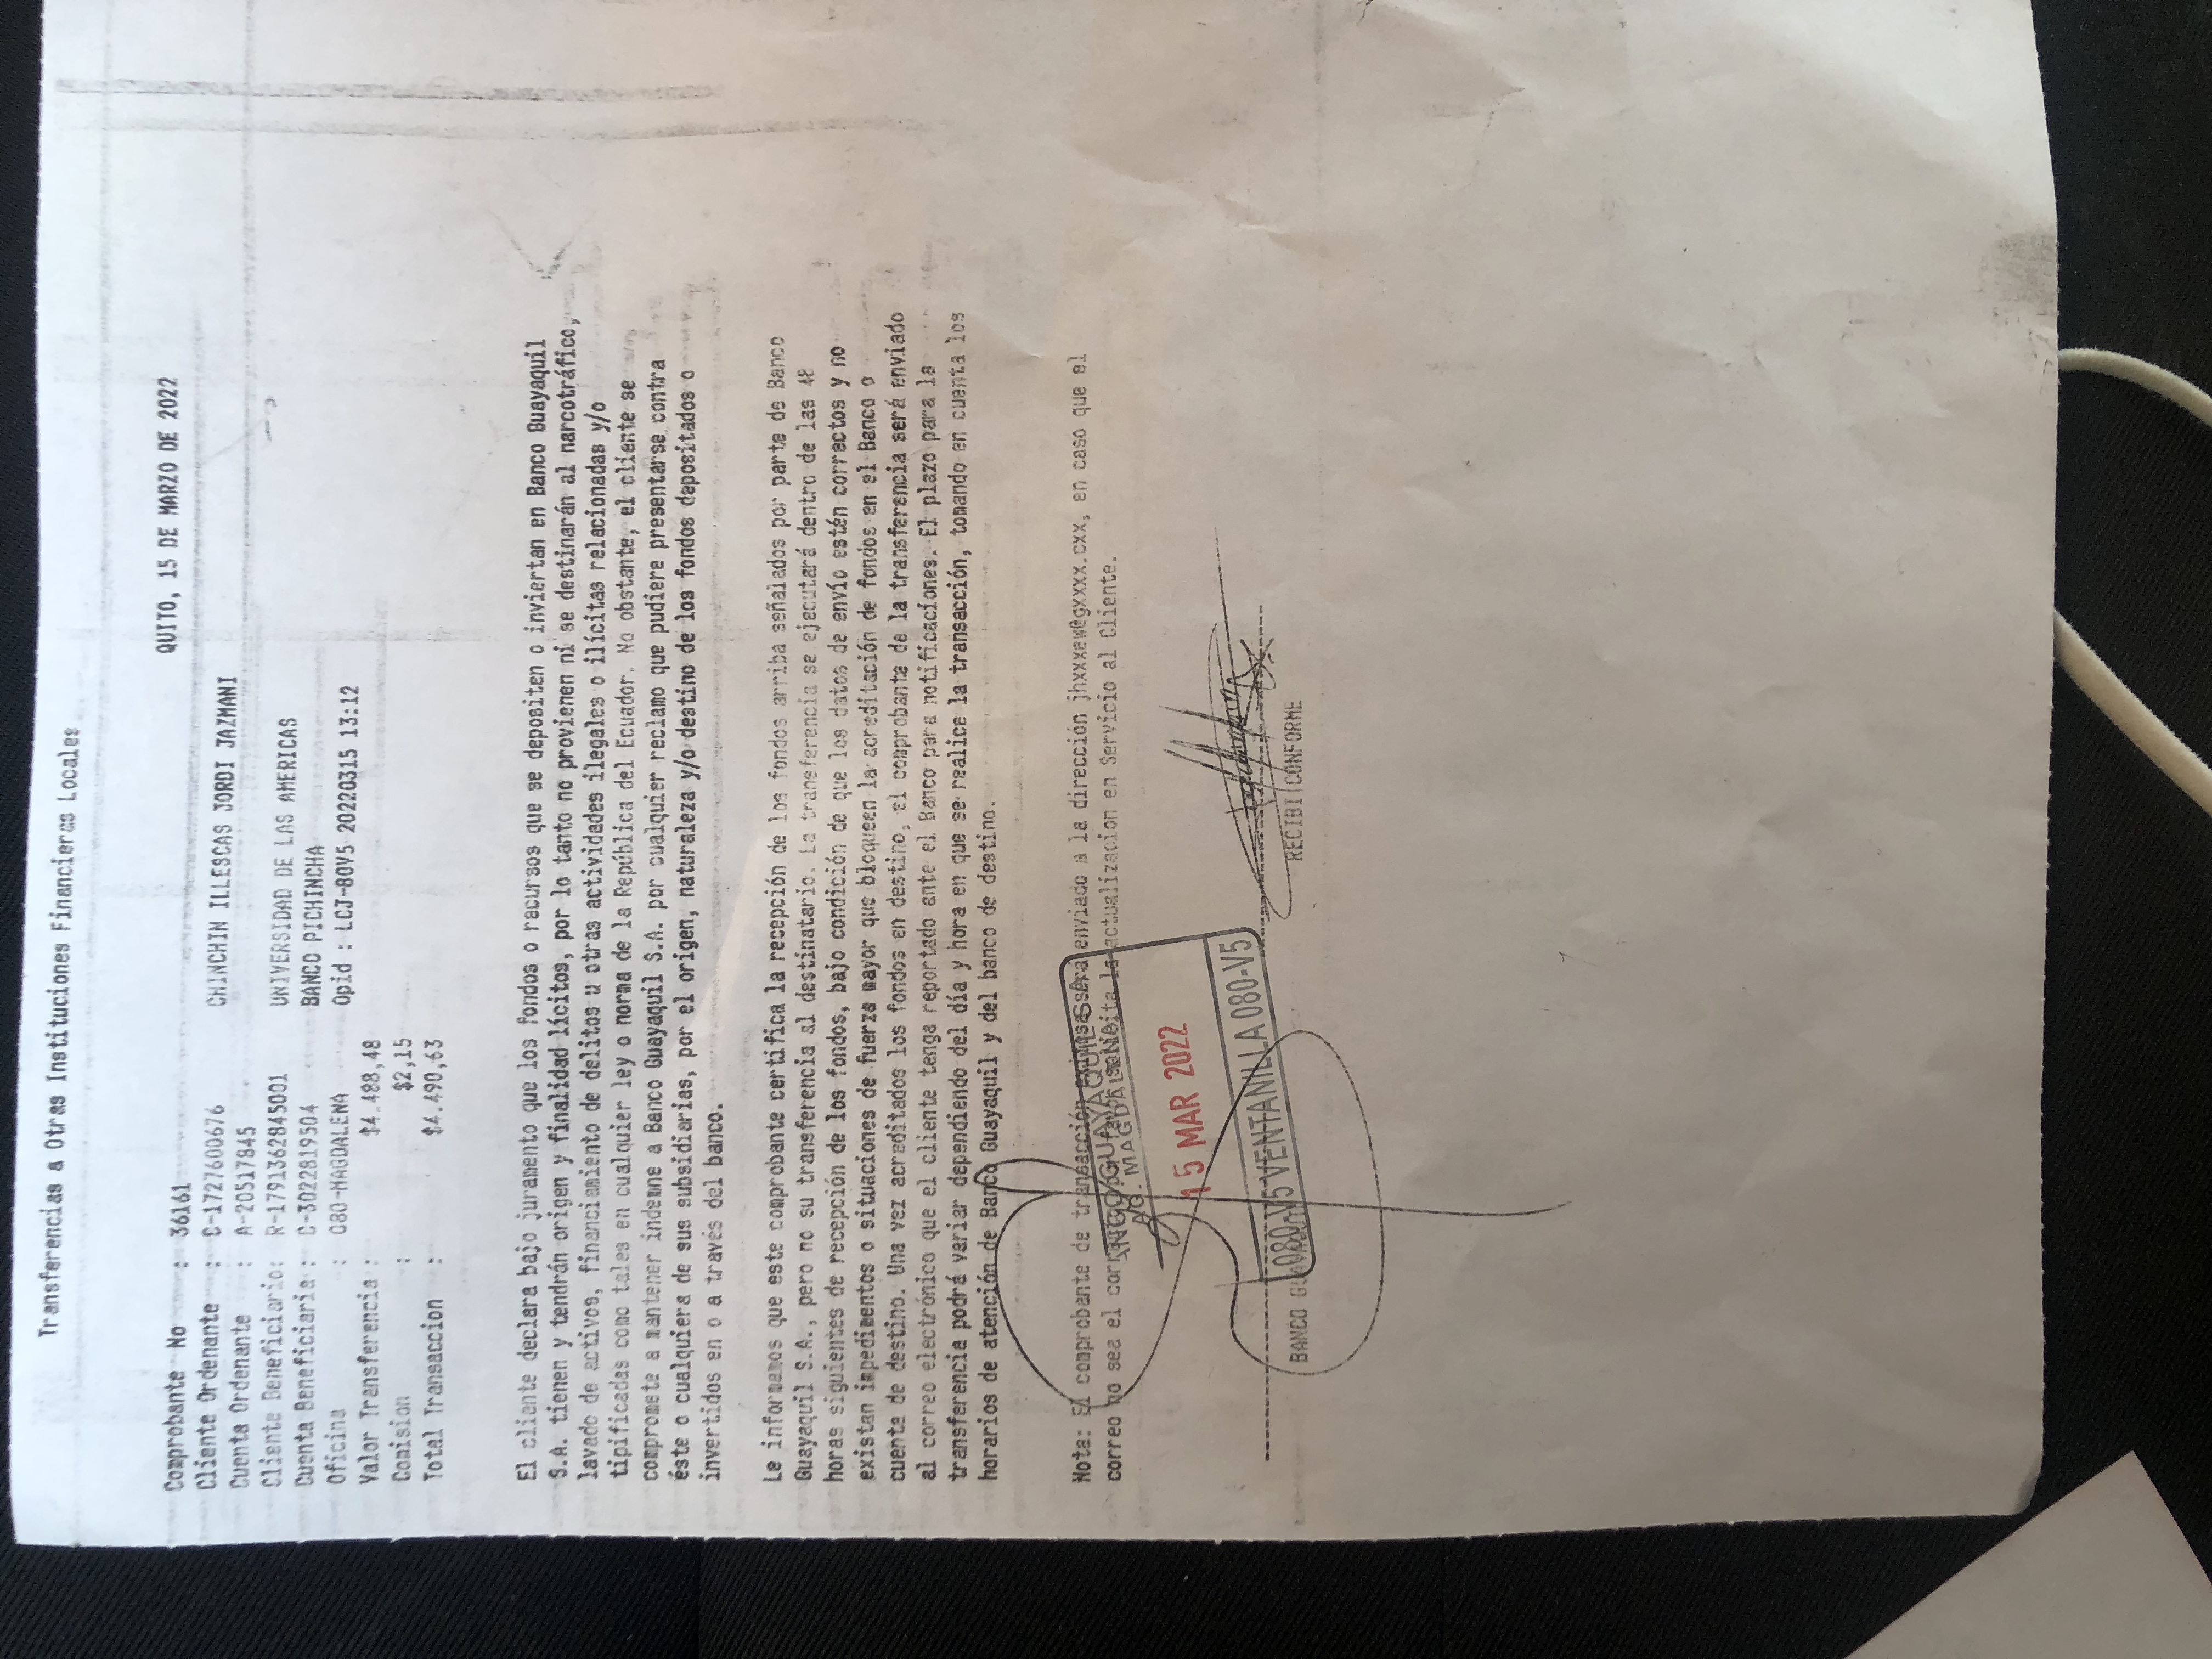 Transferencias a Otras Instituciones Financieras Locales
QUITO, 15 DE MARZO DE 2022
Comprobante No : 36161
Cliente Ordenante : C-1727600676 CHINCHIN ILLESCAS JORDI JAZMANI
Cuenta Ordenante : A-20517845
Cliente Beneficiario: R-1791362845001 UNIVERSIDAD DE LAS AMERICAS
Cuenta Beneficiaria : C-3022819504 BANCO PICHINCHA
Oficina : 080-MAGDALENA Opid : LCJ-80V5 20220315 13:12
Valor Transferencia : $4.488,48
Comision : $2,15
Total Transaccion : $4.490,63
El cliente declara bajo juramento que los fondos o recursos que se depositen o inviertan en Banco Guayaquil
S.A. tienen y tendrán origen y finalidad lícitos, por lo tanto no provienen ni se destinarán al narcotráfico,
lavado de activos, financiamiento de delitos u otras actividades ilegales o ilícitas relacionadas y/o
tipificadas como tales en cualquier ley o norma de la República del Ecuador. No obstante, el cliente se
compromete a mantener indemne a Banco Guayaquil S.A. por cualquier reclamo que pudiere presentarse contra
éste o cualquiera de sus subsidiarias, por el origen, naturaleza y/o destino de los fondos depositados o
invertidos en o a través del banco.
Le informamos que este comprobante certifica la recepción de los fondos arriba señalados por parte de Banco
Guayaquil S.A., pero no su transferencia al destinatario. La transferencia se ejecutará dentro de las 48
horas siguientes de recepción de los fondos, bajo condición de que los datos de envío estén correctos y no
existan impedimentos o situaciones de fuerza mayor que bloqueen la acreditación de fondos en el Banco o
cuenta de destino. Una vez acreditados los fondos en destino, el comprobante de la transferencia será enviado
al correo electrónico que el cliente tenga reportado ante el Banco para notificaciones. El plazo para la
transferencia podrá variar dependiendo del día y hora en que se realice la transacción, tomando en cuenta los
horarios de atención de Banco Guayaquil y del banco de destino.
Nota: El comprobante de transacción será enviado a la dirección jhxxxew@gxxxx.cxx, en caso que el
correo no sea el la actualización en Servicio al Cliente.
BANCO GUAYAQUIL S.A.
AG. MAGDALENA
15 MAR 2022
080-V5 VENTANILLA 080-V5
BANCO RECIBI CONFORME